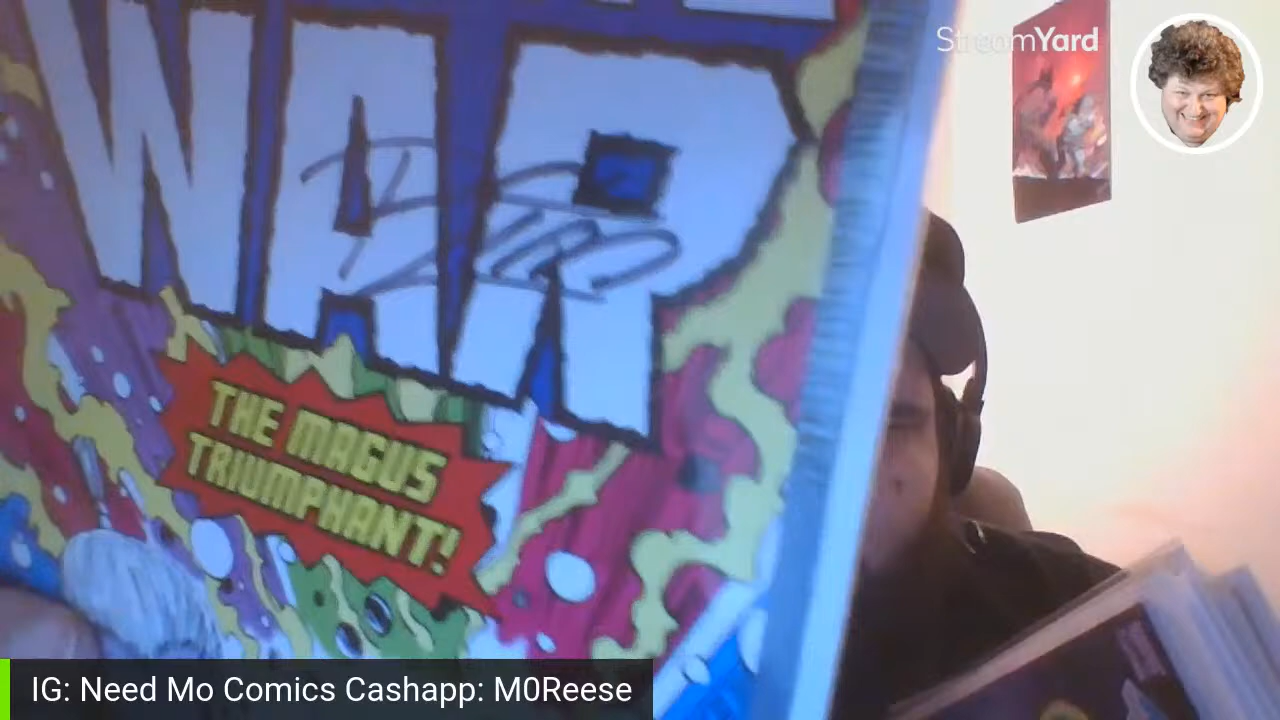 StreamYard
WAR
THE MAGUS
TRIUMPHANT!
IG: Need Mo Comics Cashapp: M0Reese